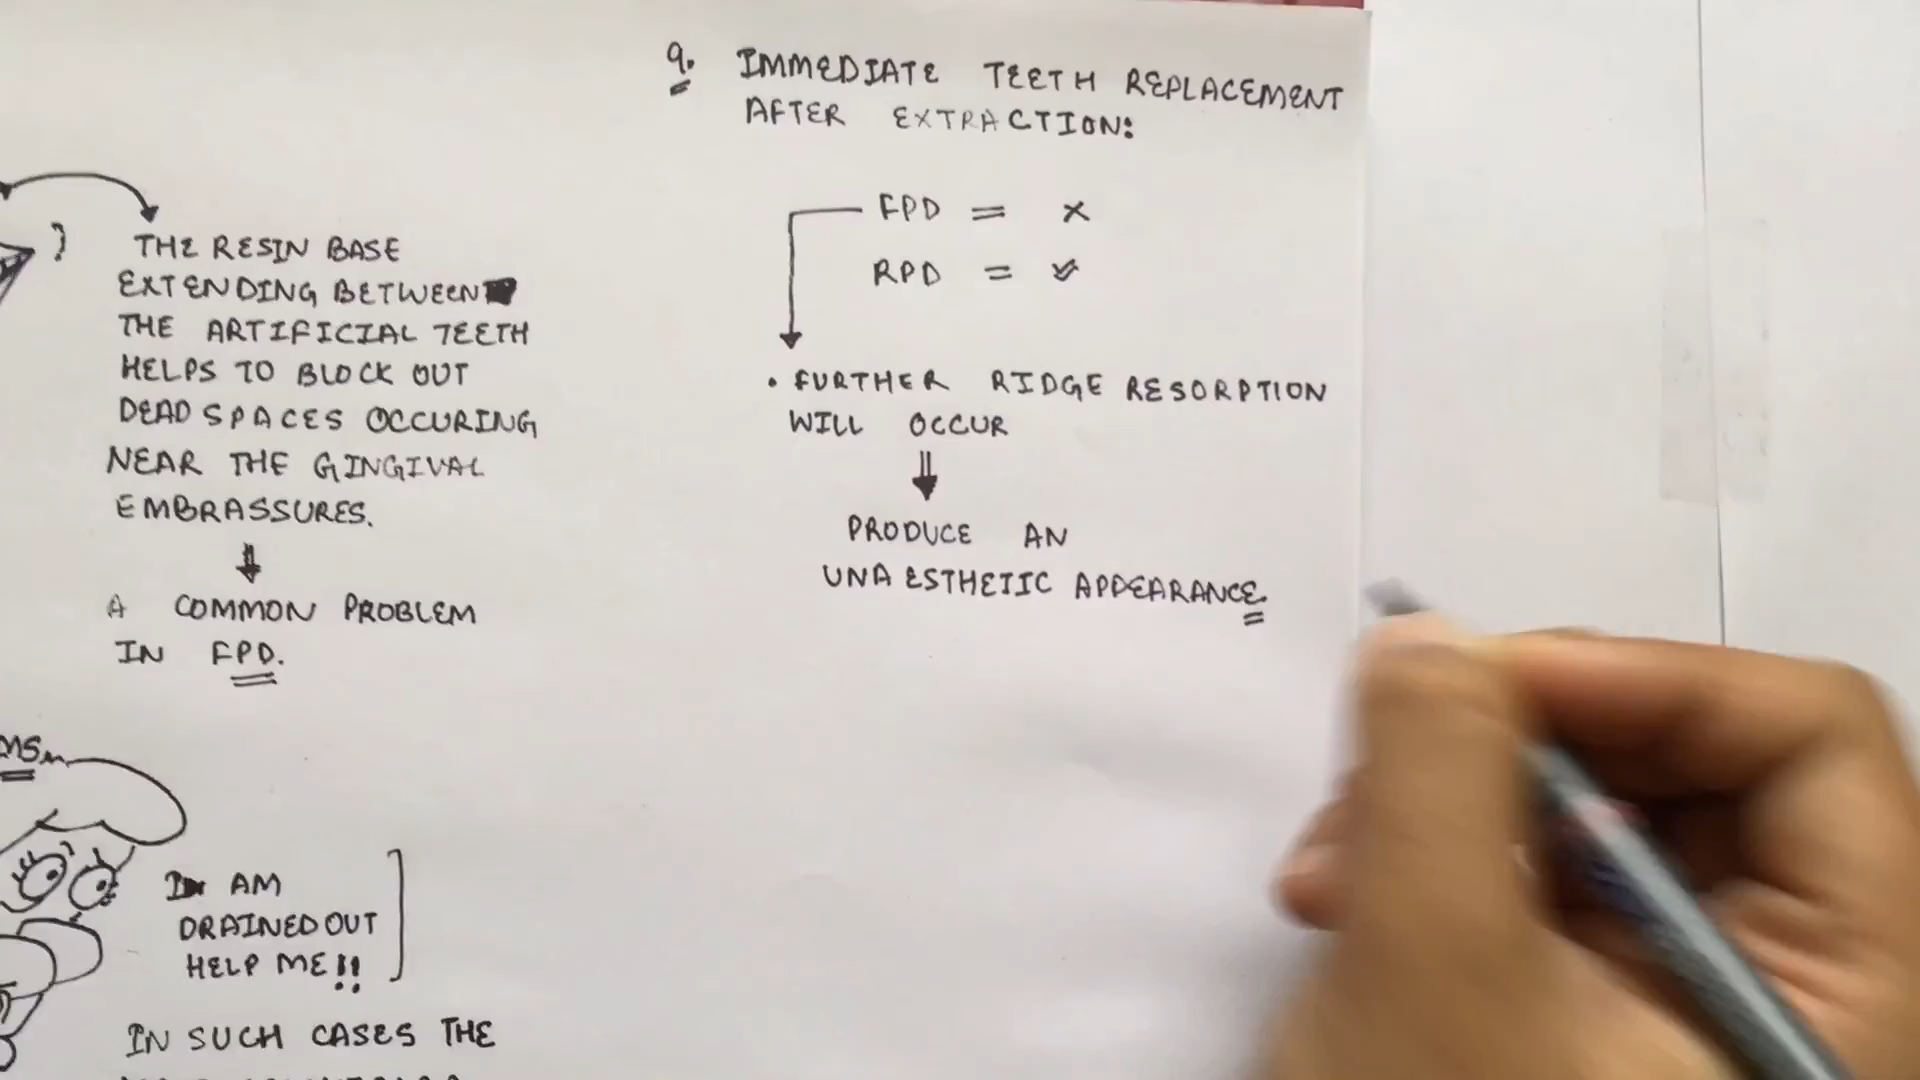 THE RESIN BASE
EXTENDING BETWEEN
THE ARTIFICIAL TEETH
HELPS TO BLOCK OUT
DEAD SPACES OCCURING
NEAR THE GINGIVAL
EMBRASSURES.
A COMMON PROBLEM
IN FPD.
MS
I AM
DRAINED OUT
HELP ME!!
IN SUCH CASES THE
9. IMMEDIATE TEETH REPLACEMENT
AFTER EXTRACTION:
FPD = ×
RPD = ✓
• FURTHER RIDGE RESORPTION
WILL OCCUR
PRODUCE AN
UNAESTHETIC APPEARANCE.